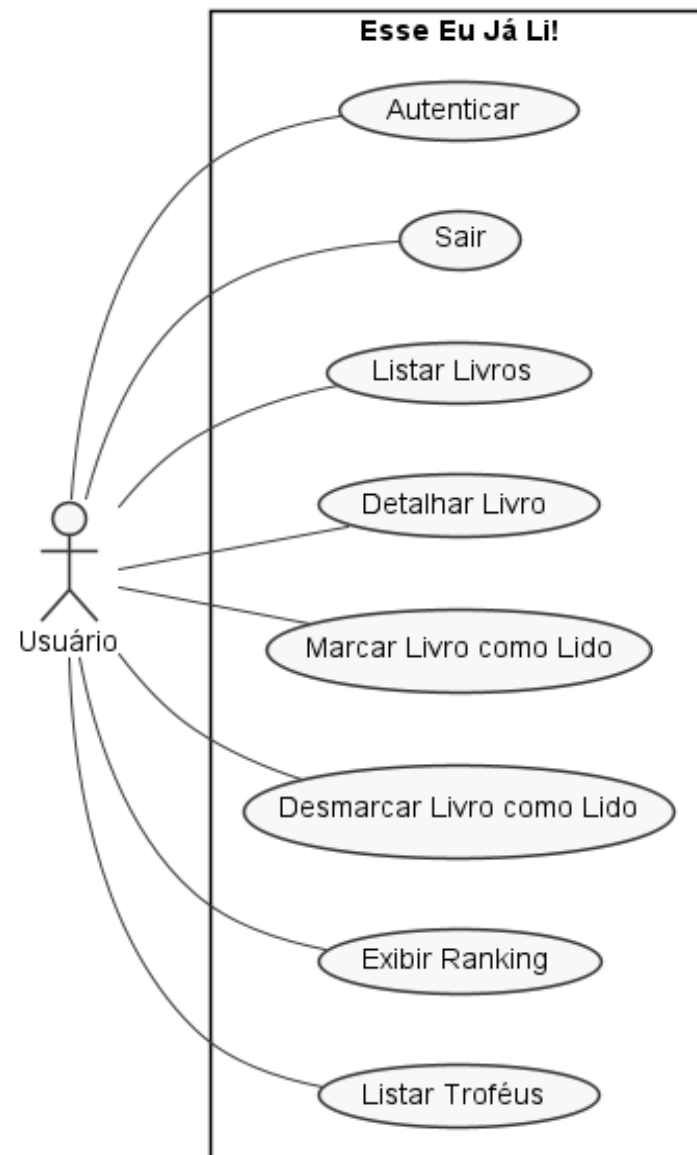 Esse Eu Já Li!
Autenticar
Sair
Listar Livros
Detalhar Livro
Marcar Livro como Lido
Usuário
Desmarcar Livro como Lido
Exibir Ranking
Listar Troféus